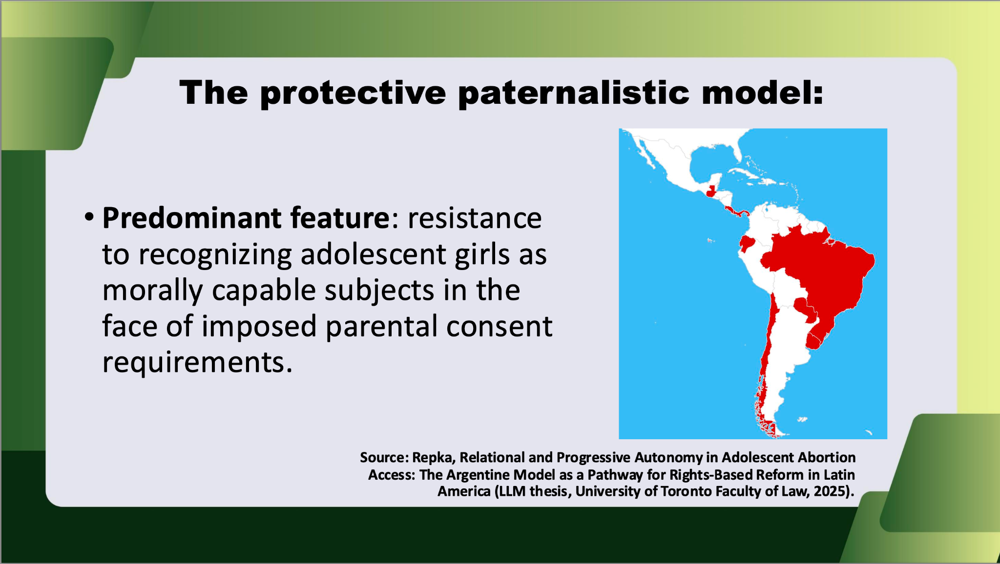 The protective paternalistic model:
• Predominant feature: resistance
to recognizing adolescent girls as
morally capable subjects in the
face of imposed parental consent
requirements.
Source: Repka, Relational and Progressive Autonomy in Adolescent Abortion
Access: The Argentine Model as a Pathway for Rights-Based Reform in Latin
America (LLM thesis, University of Toronto Faculty of Law, 2025).